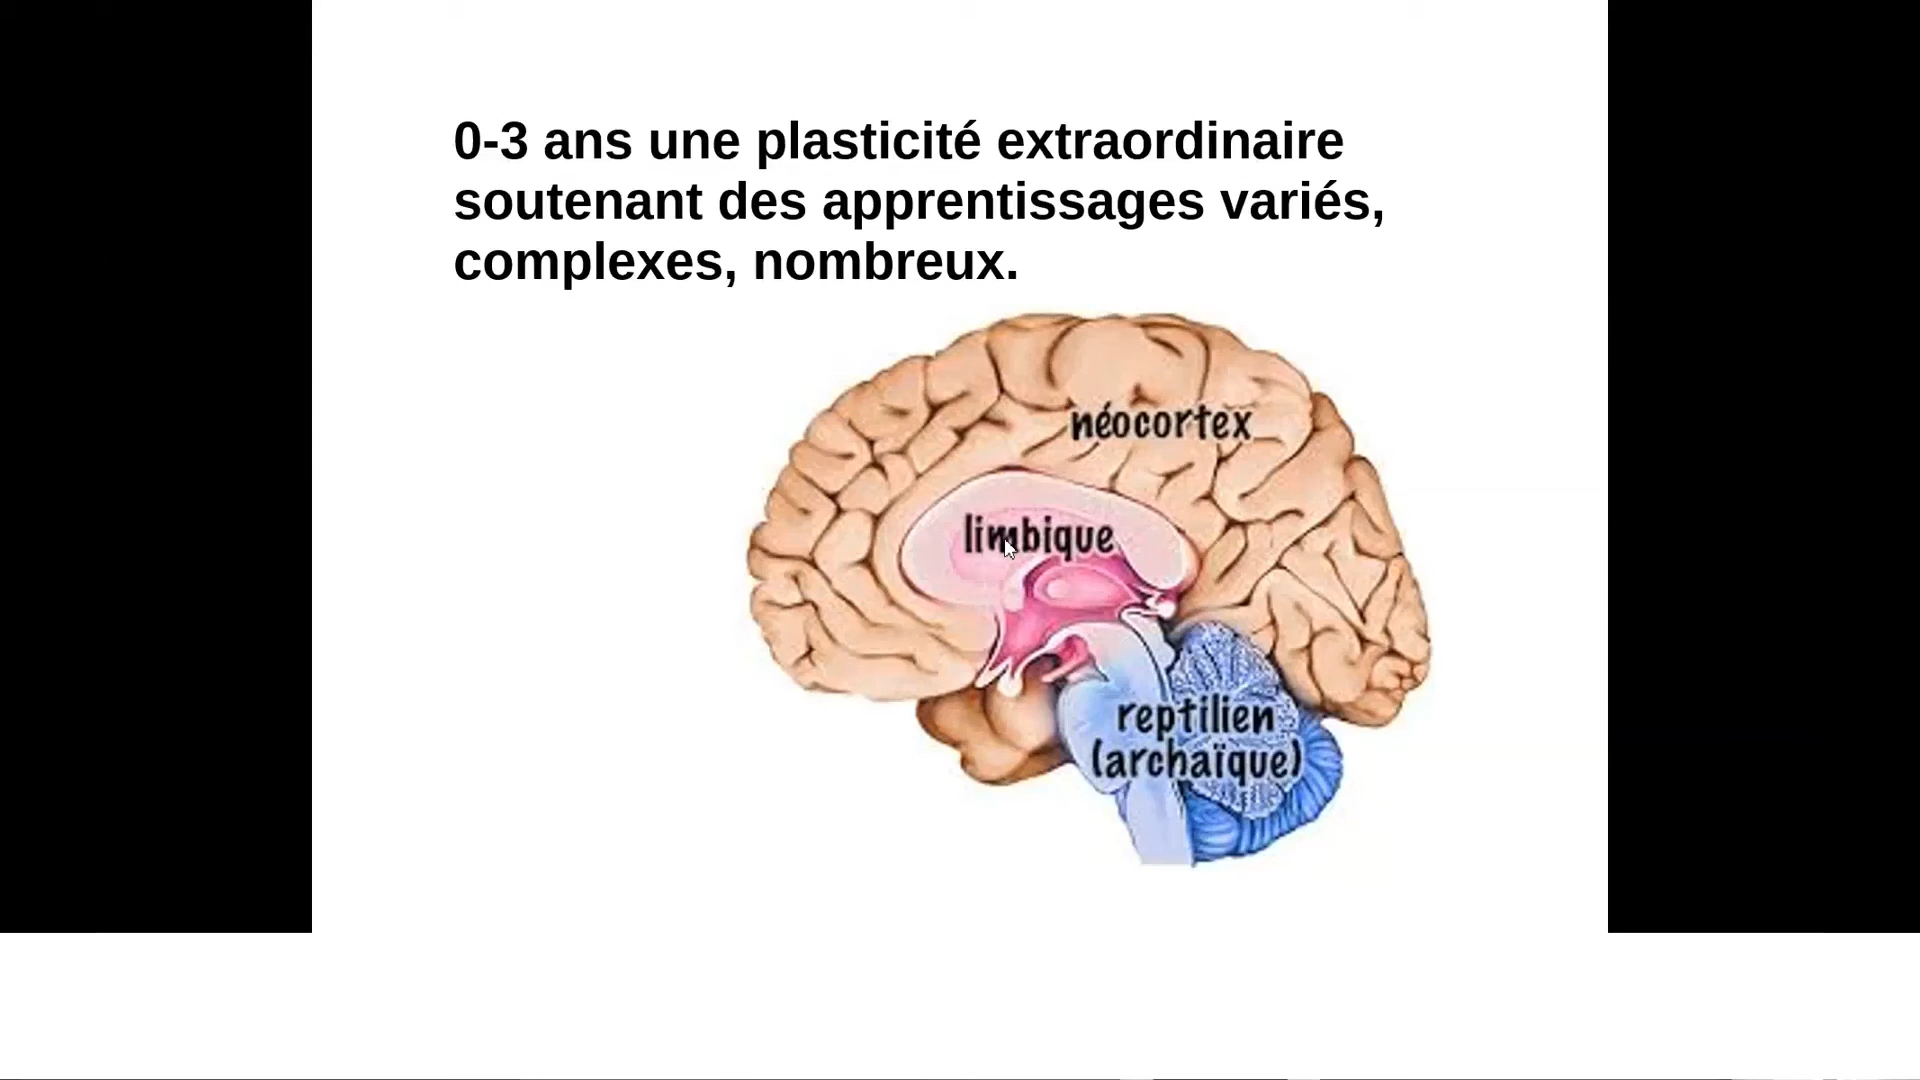 0-3 ans une plasticité extraordinaire
soutenant des apprentissages variés,
complexes, nombreux.
néocortex
limbique
reptilien
(archaïque)